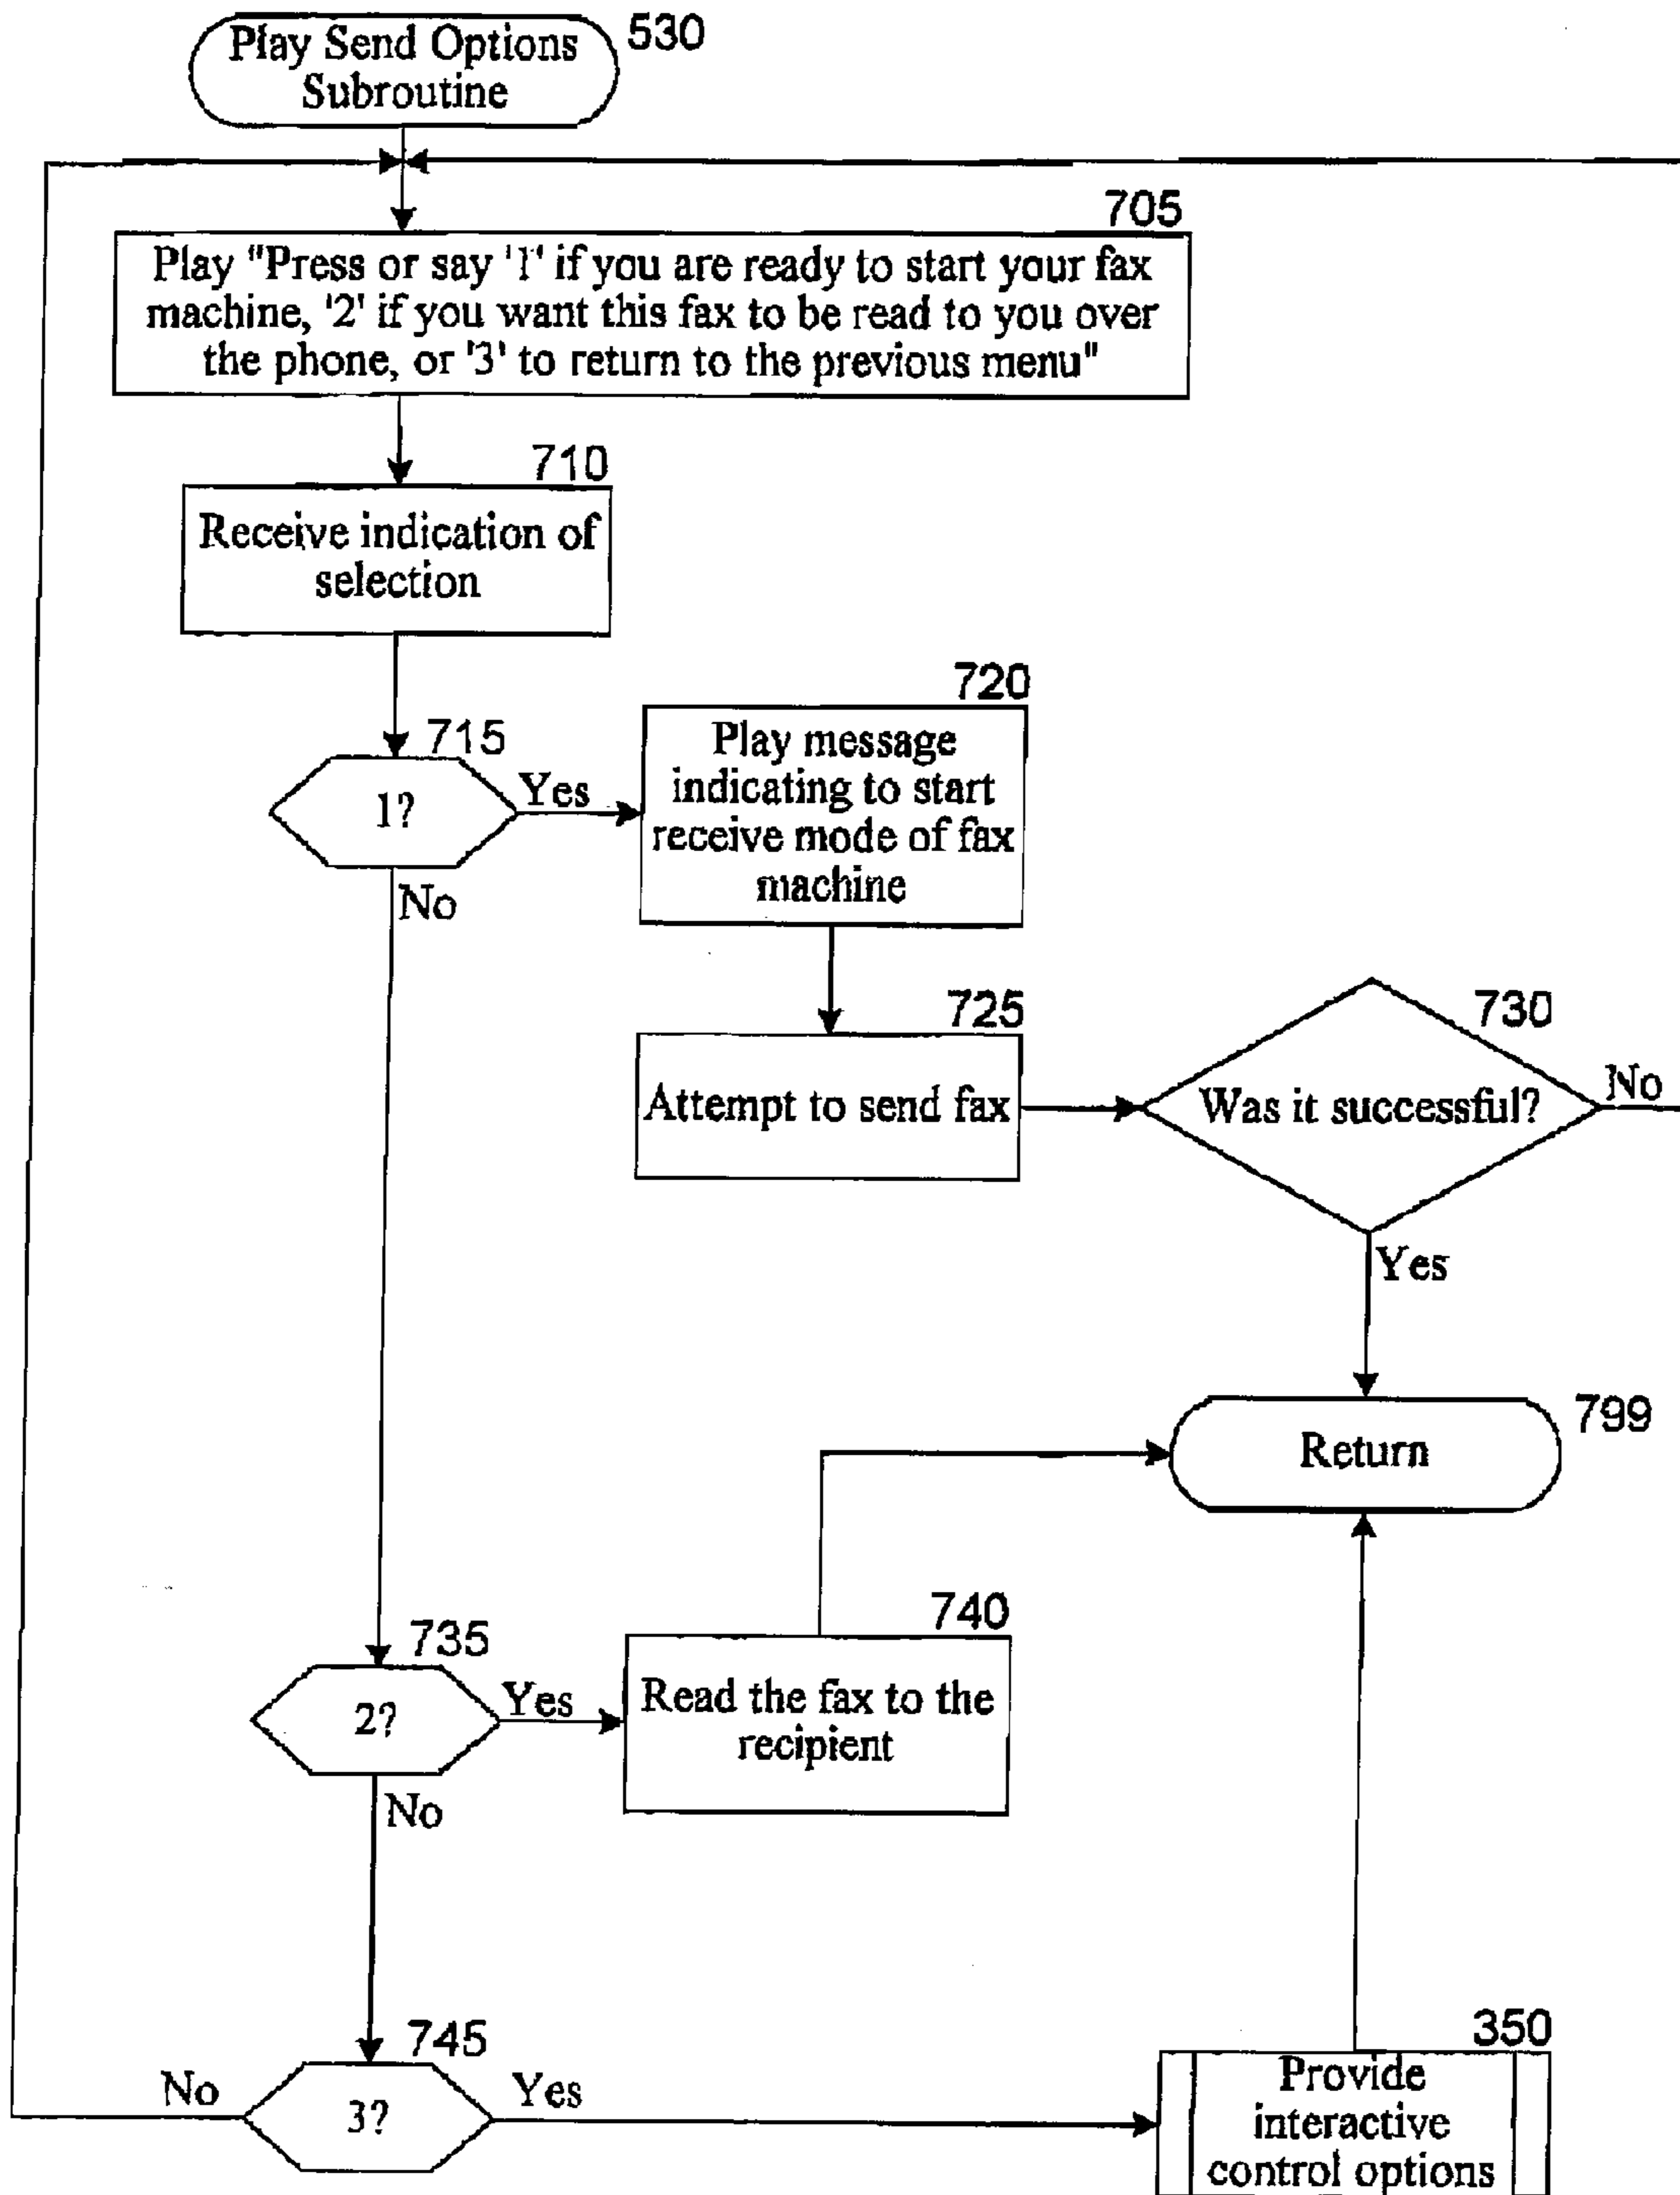 Play Send Options
Subroutine
530
705
Play "Press or say '1' if you are ready to start your fax
machine, '2' if you want this fax to be read to you over
the phone, or '3' to return to the previous menu"
710
Receive indication of
selection
715
1?
Yes
No
720
Play message
indicating to start
receive mode of fax
machine
725
Attempt to send fax
730
Was it successful?
No
Yes
799
Return
735
2?
Yes
No
740
Read the fax to the
recipient
745
3?
No
Yes
350
Provide
interactive
control options